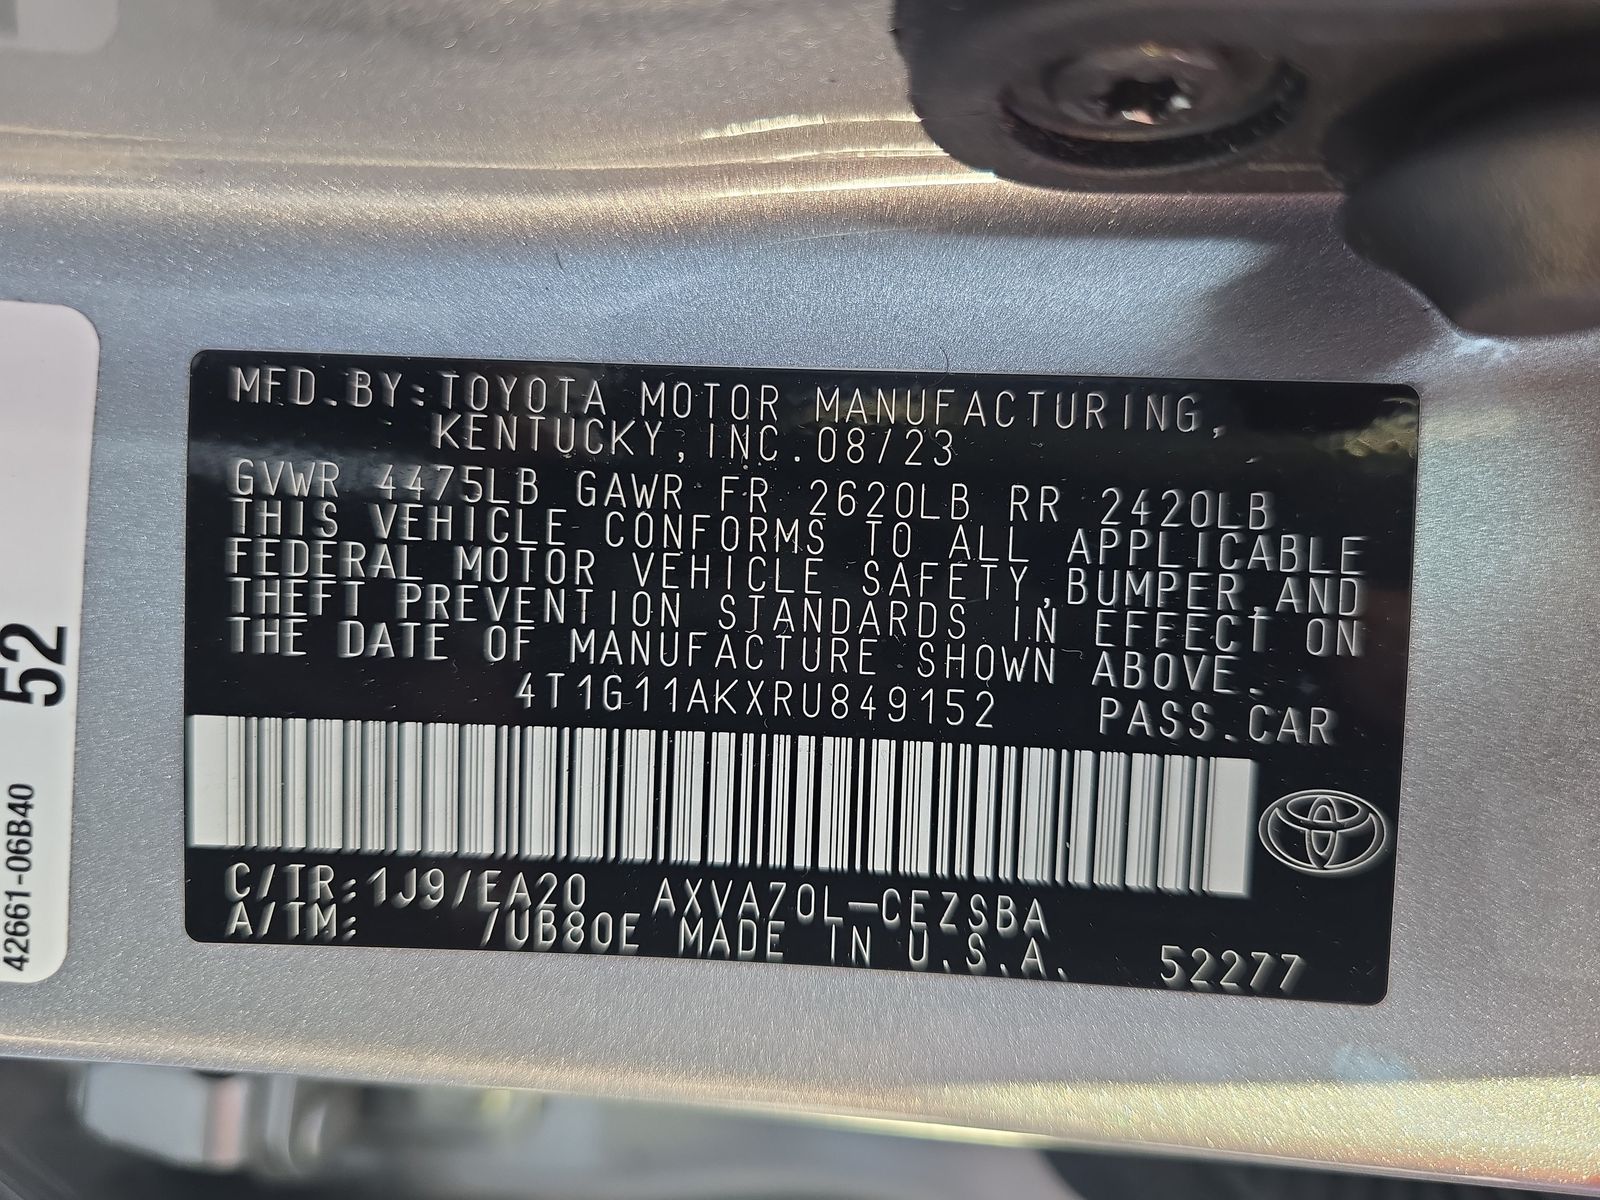 MFD.BY:TOYOTA MOTOR MANUFACTURING,
KENTUCKY,INC.08/23
GVWR 4475LB GAWR FR 2620LB RR 2420LB
THIS VEHICLE CONFORMS TO ALL APPLICABLE
FEDERAL MOTOR VEHICLE SAFETY,BUMPER,AND
THEFT PREVENTION STANDARDS IN EFFECT ON
THE DATE OF MANUFACTURE SHOWN ABOVE.
4T1G11AKXRU849152 PASS.CAR
C/TR:1J9/EA20 AXVA70L-CEZSBA
A/TM: /UB80E MADE IN U.S.A. 52277
52
42661-06B40